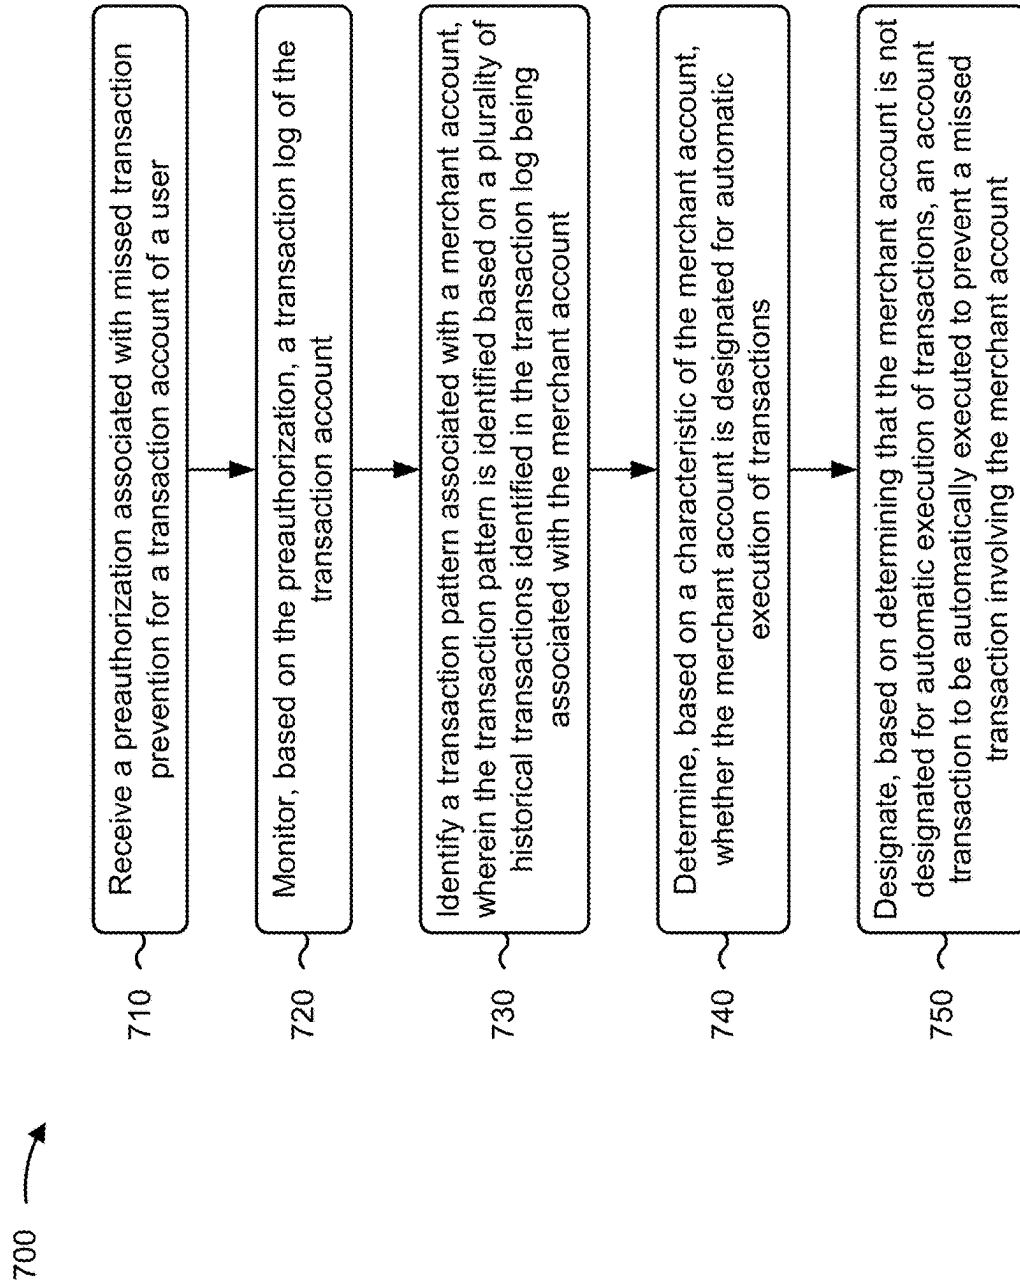 700
710
Receive a preauthorization associated with missed transaction
prevention for a transaction account of a user
720
Monitor, based on the preauthorization, a transaction log of the
transaction account
730
Identify a transaction pattern associated with a merchant account,
wherein the transaction pattern is identified based on a plurality of
historical transactions identified in the transaction log being
associated with the merchant account
740
Determine, based on a characteristic of the merchant account,
whether the merchant account is designated for automatic
execution of transactions
750
Designate, based on determining that the merchant account is not
designated for automatic execution of transactions, an account
transaction to be automatically executed to prevent a missed
transaction involving the merchant account